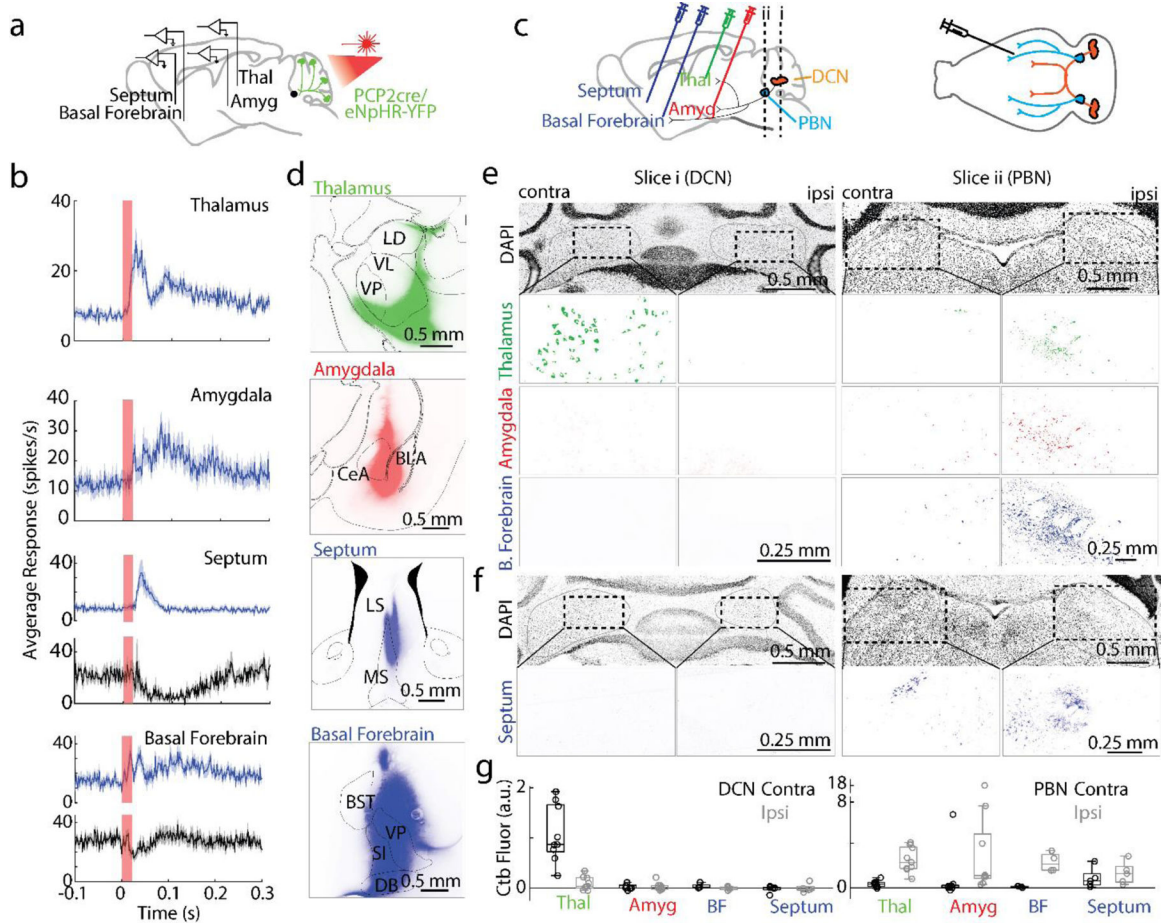 a
Thal
Amyg
Septum
Basal Forebrain
PCP2cre/
eNpHR-YFP
b
Avgerage Response (spikes/s)
40
20
0
Thalamus
40
30
20
10
0
Amygdala
40
0
Septum
40
0
40
0
Basal Forebrain
40
0
-0.1 0 0.1 0.2 0.3
Time (s)
c
ii i
Thal
DCN
Septum
Amyg
Basal Forebrain
PBN
d
Thalamus
LD
VL
VP
0.5 mm
Amygdala
CeA
BLA
0.5 mm
Septum
LS
MS
0.5 mm
Basal Forebrain
BST
VP
SI
DB
0.5 mm
e
Slice i (DCN)
contra ipsi
Slice ii (PBN)
contra ipsi
DAPI
0.5 mm
0.5 mm
Thalamus
Amygdala
B. Forebrain
0.25 mm
0.25 mm
f
DAPI
0.5 mm
0.5 mm
Septum
0.25 mm
0.25 mm
g
Ctb Fluor (a.u.)
2
0
DCN Contra
Ipsi
Thal Amyg BF Septum
18
8
4
0
PBN Contra
Ipsi
Thal Amyg BF Septum